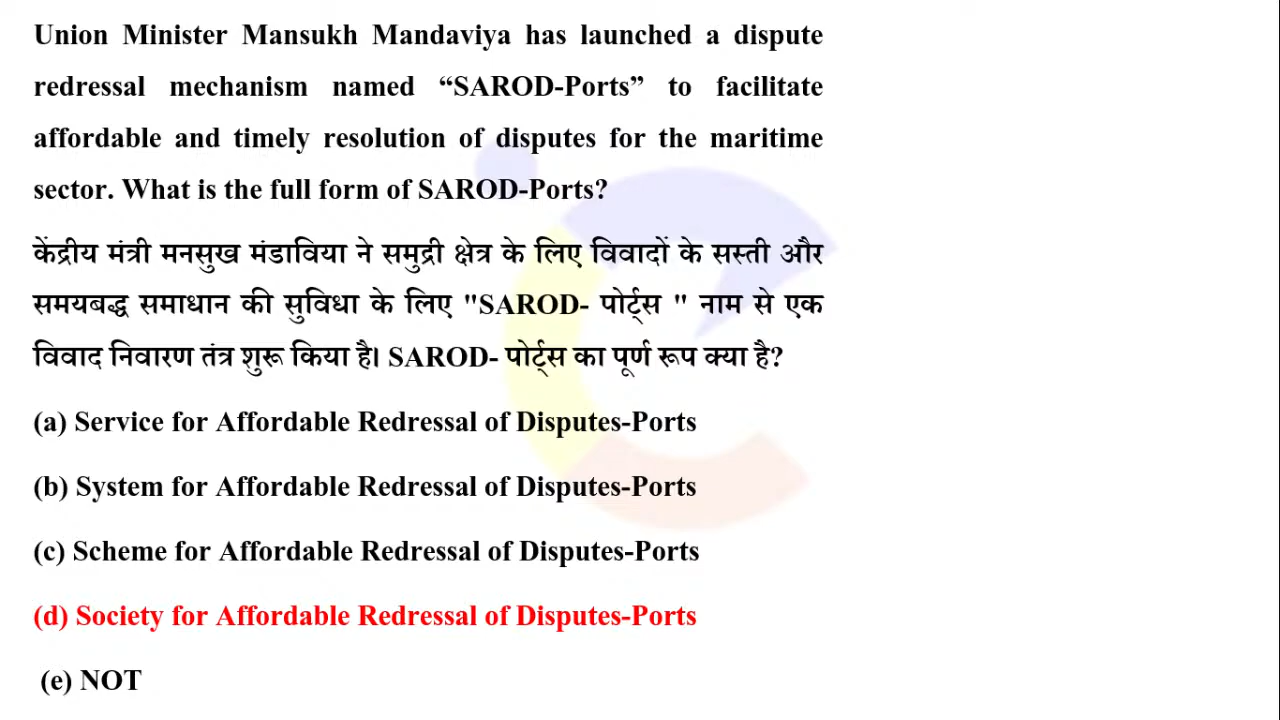 Union Minister Mansukh Mandaviya has launched a dispute
redressal mechanism named “SAROD-Ports” to facilitate
affordable and timely resolution of disputes for the maritime
sector. What is the full form of SAROD-Ports?
केंद्रीय मंत्री मनसुख मंडाविया ने समुद्री क्षेत्र के लिए विवादों के सस्ती और
समयबद्ध समाधान की सुविधा के लिए "SAROD- पोर्ट्स " नाम से एक
विवाद निवारण तंत्र शुरू किया है। SAROD- पोर्ट्स का पूर्ण रूप क्या है?
(a) Service for Affordable Redressal of Disputes-Ports
(b) System for Affordable Redressal of Disputes-Ports
(c) Scheme for Affordable Redressal of Disputes-Ports
(d) Society for Affordable Redressal of Disputes-Ports
(e) NOT